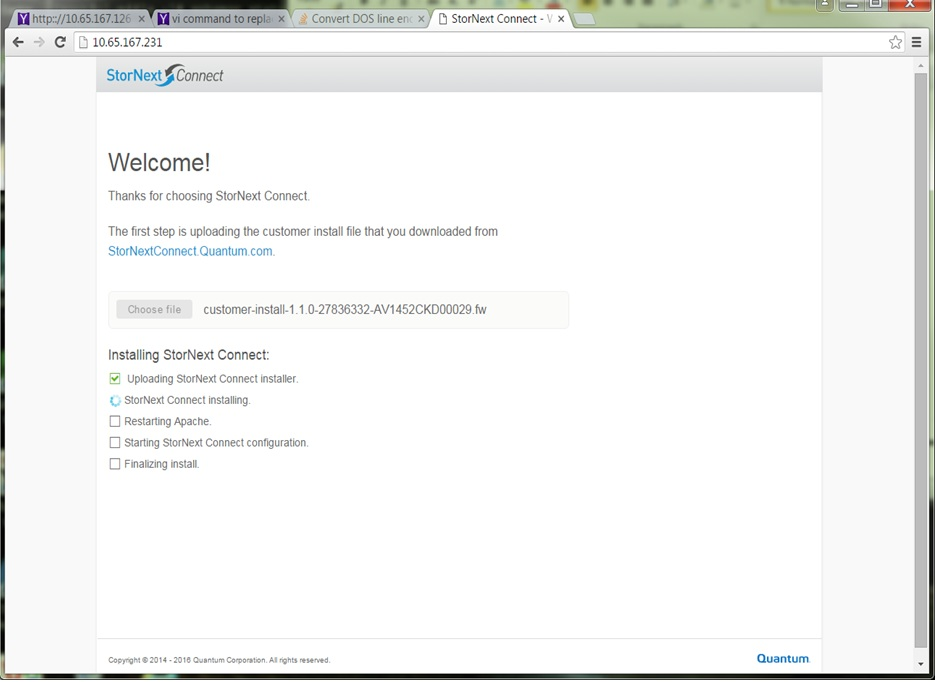 http://10.65.167.126
vi command to repla
Convert DOS line en
StorNext Connect - V
10.65.167.231
StorNext Connect
Welcome!
Thanks for choosing StorNext Connect.
The first step is uploading the customer install file that you downloaded from
StorNextConnect.Quantum.com.
Choose file customer-install-1.1.0-27836332-AV1452CKD00029.fw
Installing StorNext Connect:
Uploading StorNext Connect installer.
StorNext Connect installing.
Restarting Apache.
Starting StorNext Connect configuration.
Finalizing install.
Copyright © 2014 - 2016 Quantum Corporation. All rights reserved.
Quantum